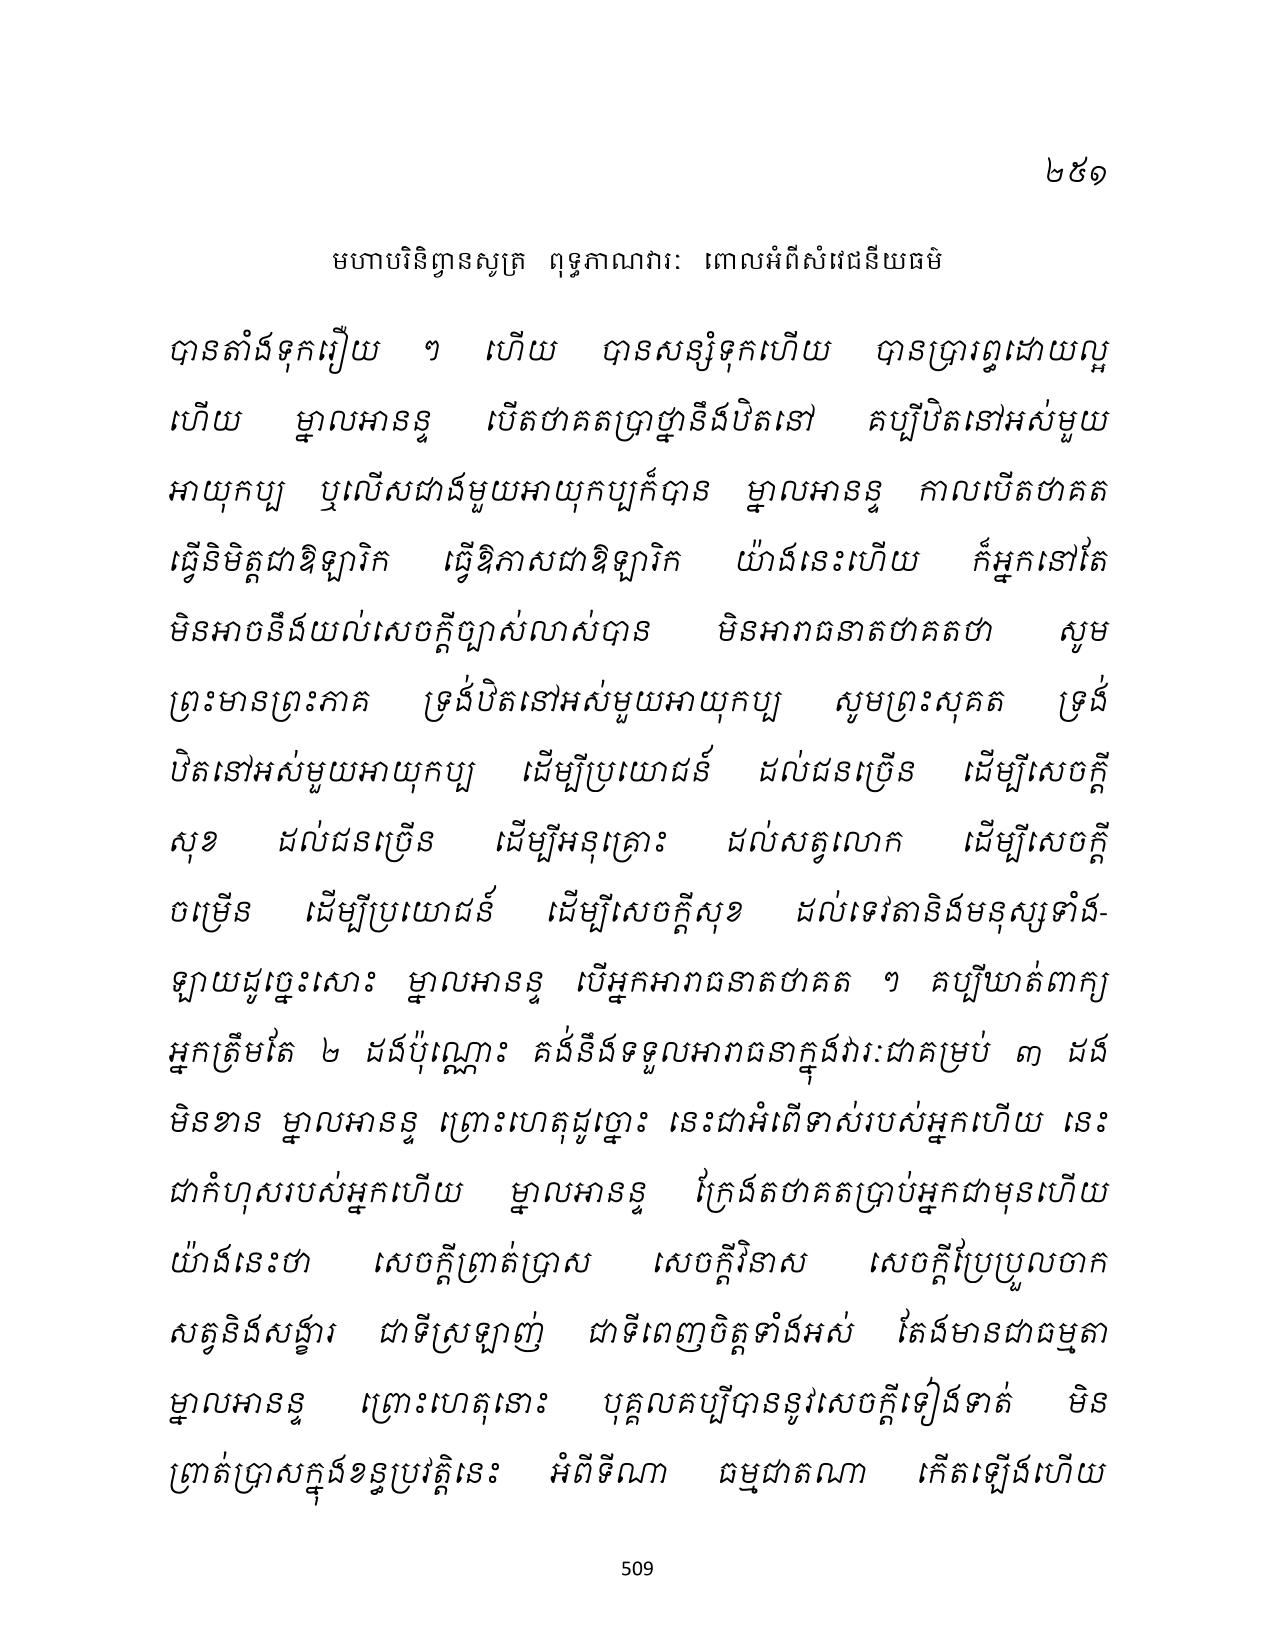 ២៥១
មហាបរិនិព្វានសូត្រ ពុទ្ធភាណវារៈ ពោលអំពីសំវេជនីយធម៌
បានតាំងទុករឿយ ៗ ហើយ បានសន្សំទុកហើយ បានប្រារព្ធដោយល្អ
ហើយ ម្នាលអានន្ទ បើតថាគតប្រាថ្នានឹងឋិតនៅ គប្បីឋិតនៅអស់មួយ
អាយុកប្ប ឬលើសជាងមួយអាយុកប្បក៏បាន ម្នាលអានន្ទ កាលបើតថាគត
ធ្វើនិមិត្តជាឱឡារិក ធ្វើឱភាសជាឱឡារិក យ៉ាងនេះហើយ ក៏អ្នកនៅតែ
មិនអាចនឹងយល់សេចក្តីច្បាស់លាស់បាន មិនអារាធនាតថាគតថា សូម
ព្រះមានព្រះភាគ ទ្រង់ឋិតនៅអស់មួយអាយុកប្ប សូមព្រះសុគត ទ្រង់
ឋិតនៅអស់មួយអាយុកប្ប ដើម្បីប្រយោជន៍ ដល់ជនច្រើន ដើម្បីសេចក្តី
សុខ ដល់ជនច្រើន ដើម្បីអនុគ្រោះ ដល់សត្វលោក ដើម្បីសេចក្តី
ចម្រើន ដើម្បីប្រយោជន៍ ដើម្បីសេចក្តីសុខ ដល់ទេវតានិងមនុស្សទាំង-
ឡាយដូច្នេះសោះ ម្នាលអានន្ទ បើអ្នកអារាធនាតថាគត ៗ គប្បីឃាត់ពាក្យ
អ្នកត្រឹមតែ ២ ដងប៉ុណ្ណោះ គង់នឹងទទួលអារាធនាក្នុងវារៈជាគម្រប់ ៣ ដង
មិនខាន ម្នាលអានន្ទ ព្រោះហេតុដូច្នោះ នេះជាអំពើទាស់របស់អ្នកហើយ នេះ
ជាកំហុសរបស់អ្នកហើយ ម្នាលអានន្ទ ក្រែងតថាគតប្រាប់អ្នកជាមុនហើយ
យ៉ាងនេះថា សេចក្តីព្រាត់ប្រាស សេចក្តីវិនាស សេចក្តីប្រែប្រួលចាក
សត្វនិងសង្ខារ ជាទីស្រឡាញ់ ជាទីពេញចិត្តទាំងអស់ តែងមានជាធម្មតា
ម្នាលអានន្ទ ព្រោះហេតុនោះ បុគ្គលគប្បីបាននូវសេចក្តីទៀងទាត់ មិន
ព្រាត់ប្រាសក្នុងខន្ធប្រវត្តិនេះ អំពីទីណា ធម្មជាតណា កើតឡើងហើយ
509